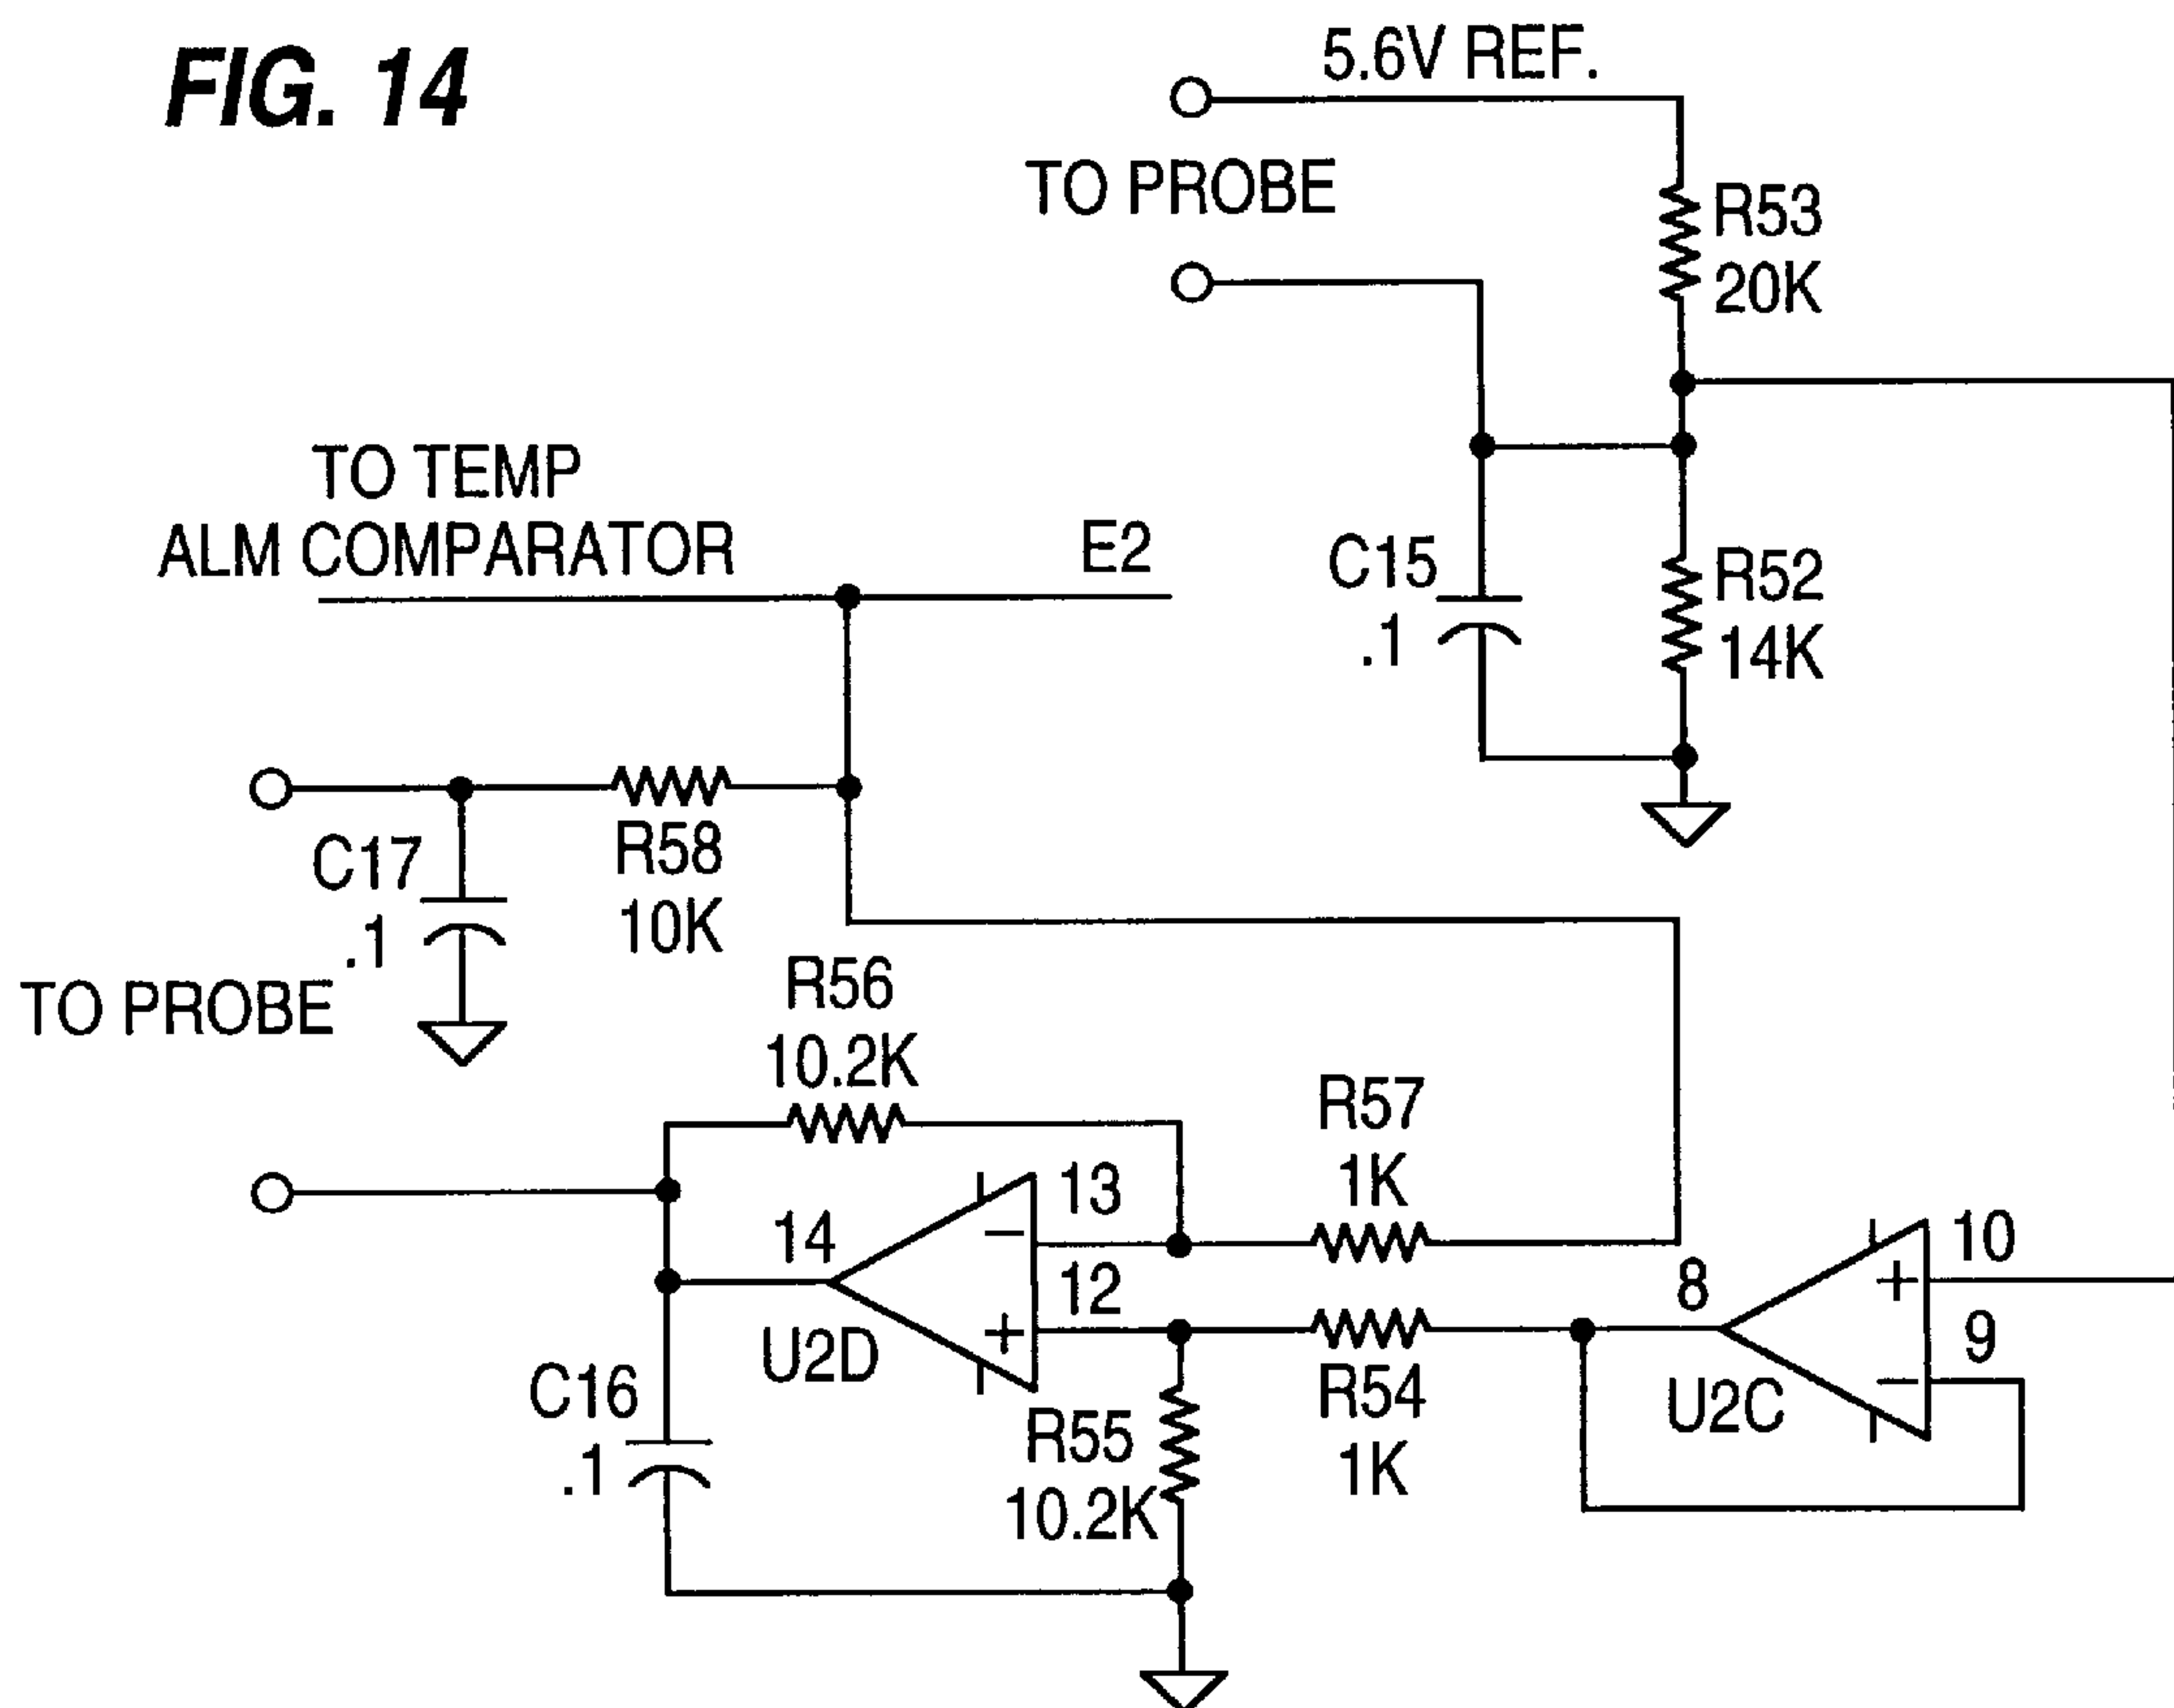 FIG. 14
5.6V REF.
TO PROBE
R53
20K
TO TEMP
ALM COMPARATOR
E2
C15
.1
R52
14K
C17
.1
R58
10K
TO PROBE
R56
10.2K
R57
1K
13
14
12
U2D
10
8
9
U2C
C16
.1
R55
10.2K
R54
1K